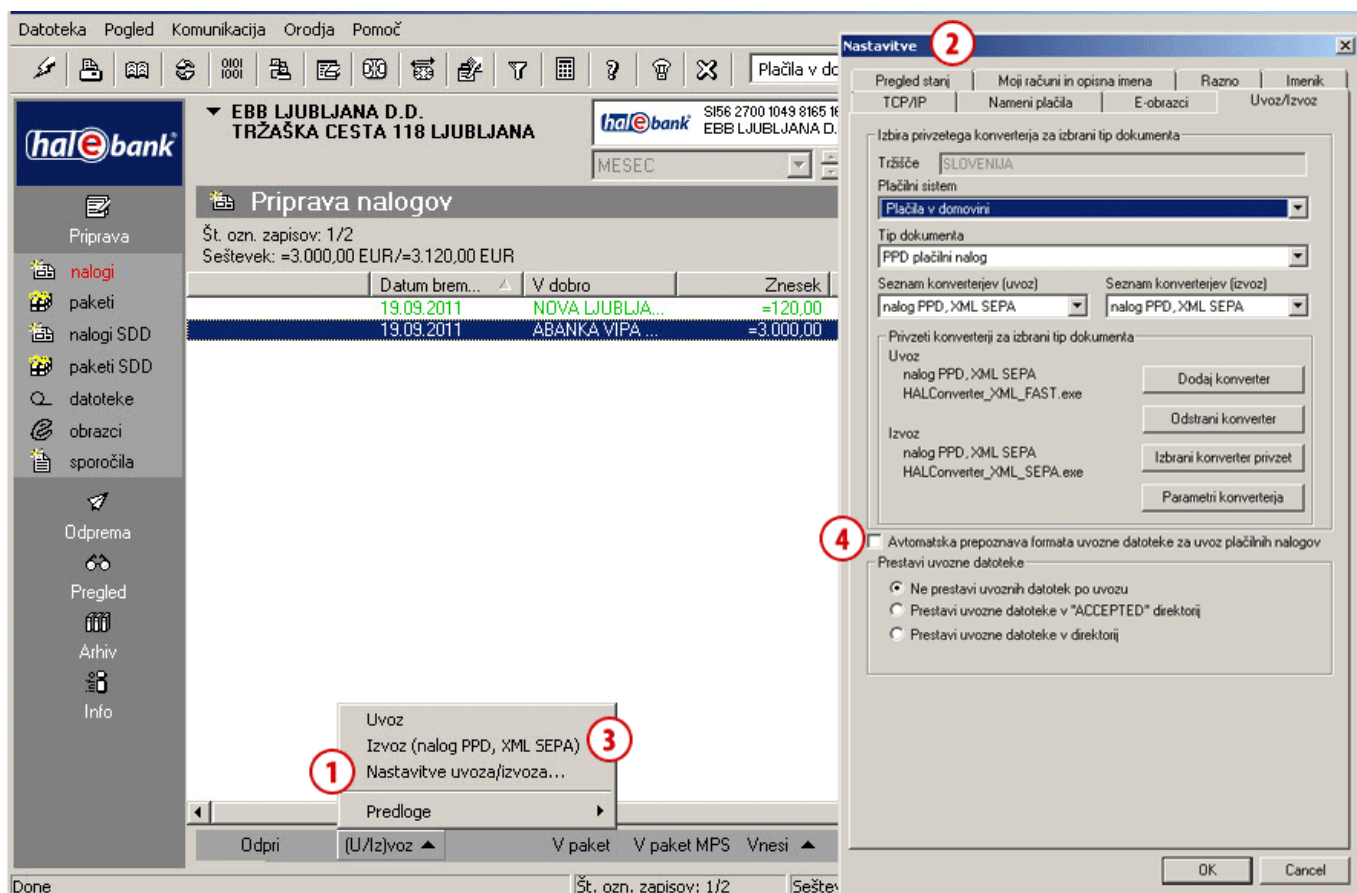 Datoteka Pogled Komunikacija Orodja Pomoč
Plačila v do
hal@bank
EBB LJUBLJANA D.D.
TRŽAŠKA CESTA 118 LJUBLJANA
hal@bank
SI56 2700 1049 8165 16
EBB LJUBLJANA D.
MESEC
Priprava
nalogi
paketi
nalogi SDD
paketi SDD
datoteke
obrazci
sporočila
Odprema
Pregled
Arhiv
Info
Priprava nalogov
Št. ozn. zapisov: 1/2
Seštevek: =3.000,00 EUR/=3.120,00 EUR
Datum brem... V dobro Znesek
19.09.2011 NOVA LJUBLJA... =120,00
19.09.2011 ABANKA VIPA ... =3.000,00
Uvoz
Izvoz (nalog PPD, XML SEPA) 3
1 Nastavitve uvoza/izvoza...
Predloge
Odpri (U/Iz)voz V paket V paket MPS Vnesi
Done Št. ozn. zapisov: 1/2 Seštev
Nastavitve 2
Pregled stanj Moji računi in opisna imena Razno Imenik
TCP/IP Nameni plačila E-obrazci Uvoz/Izvoz
Izbira privzetega konverterja za izbrani tip dokumenta
Tržišče SLOVENIJA
Plačilni sistem
Plačila v domovini
Tip dokumenta
PPD plačilni nalog
Seznam konverterjev (uvoz) Seznam konverterjev (izvoz)
nalog PPD, XML SEPA nalog PPD, XML SEPA
Privzeti konverterji za izbrani tip dokumenta
Uvoz
nalog PPD, XML SEPA
HALConverter_XML_FAST.exe
Izvoz
nalog PPD, XML SEPA
HALConverter_XML_SEPA.exe
Dodaj konverter
Odstrani konverter
Izbrani konverter privzet
Parametri konverterja
4 Avtomatska prepoznava formata uvozne datoteke za uvoz plačilnih nalogov
Prestavi uvozne datoteke
Ne prestavi uvoznih datotek po uvozu
Prestavi uvozne datoteke v "ACCEPTED" direktorij
Prestavi uvozne datoteke v direktorij
OK Cancel